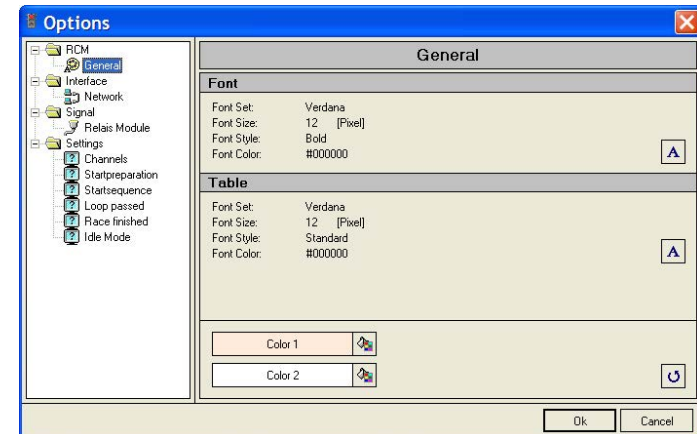 Options
RCM
General
Interface
Network
Signal
Relais Module
Settings
Channels
Startpreparation
Startsequence
Loop passed
Race finished
Idle Mode
General
Font
Font Set: Verdana
Font Size: 12 [Pixel]
Font Style: Bold
Font Color: #000000
A
Table
Font Set: Verdana
Font Size: 12 [Pixel]
Font Style: Standard
Font Color: #000000
A
Color 1
Color 2
Ok Cancel